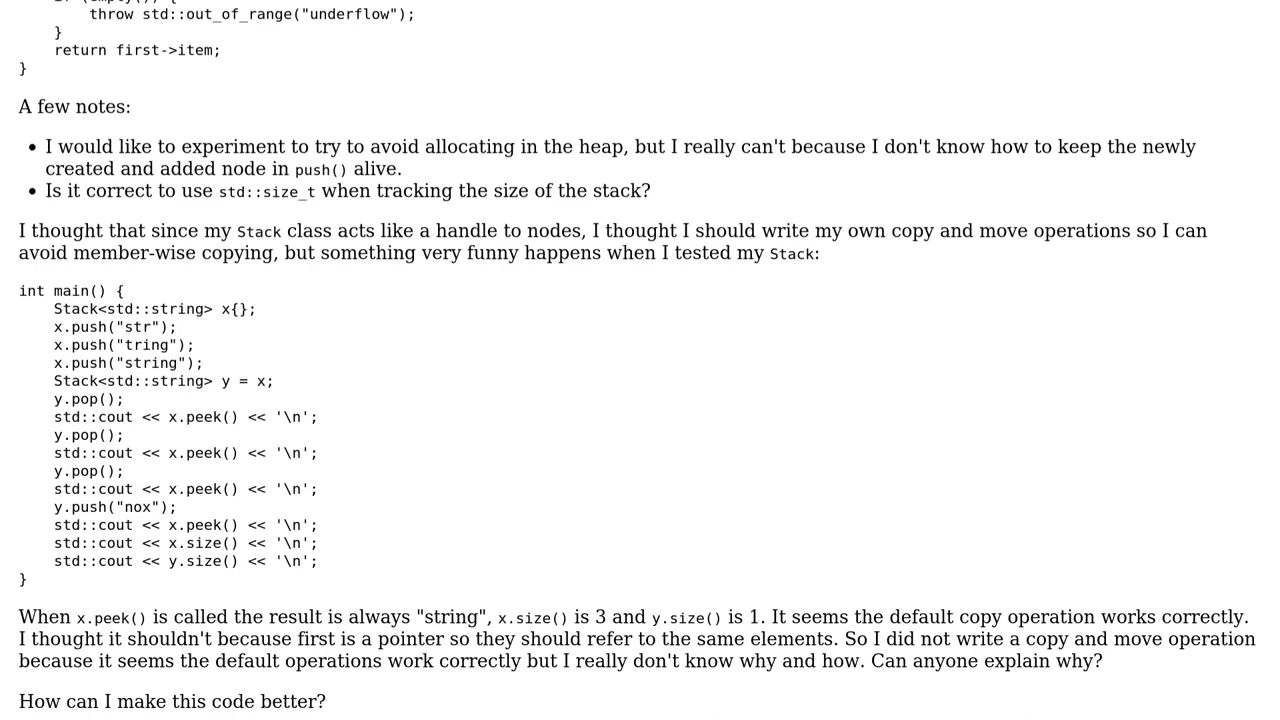 throw std::out_of_range("underflow");
}
return first->item;
}
A few notes:
• I would like to experiment to try to avoid allocating in the heap, but I really can't because I don't know how to keep the newly
created and added node in push() alive.
• Is it correct to use std::size_t when tracking the size of the stack?
I thought that since my Stack class acts like a handle to nodes, I thought I should write my own copy and move operations so I can
avoid member-wise copying, but something very funny happens when I tested my Stack:
int main() {
Stack<std::string> x{};
x.push("str");
x.push("tring");
x.push("string");
Stack<std::string> y = x;
y.pop();
std::cout << x.peek() << '\n';
y.pop();
std::cout << x.peek() << '\n';
y.pop();
std::cout << x.peek() << '\n';
y.push("nox");
std::cout << x.peek() << '\n';
std::cout << x.size() << '\n';
std::cout << y.size() << '\n';
}
When x.peek() is called the result is always "string", x.size() is 3 and y.size() is 1. It seems the default copy operation works correctly.
I thought it shouldn't because first is a pointer so they should refer to the same elements. So I did not write a copy and move operation
because it seems the default operations work correctly but I really don't know why and how. Can anyone explain why?
How can I make this code better?